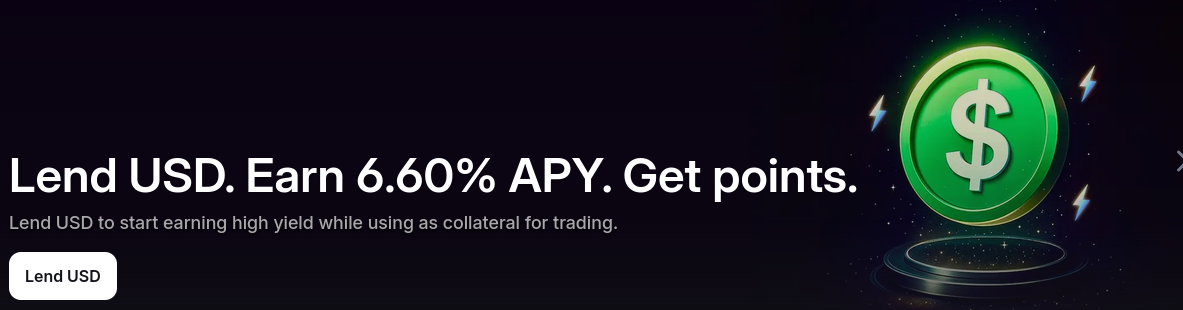 Lend USD. Earn 6.60% APY. Get points.
Lend USD to start earning high yield while using as collateral for trading.
Lend USD
$